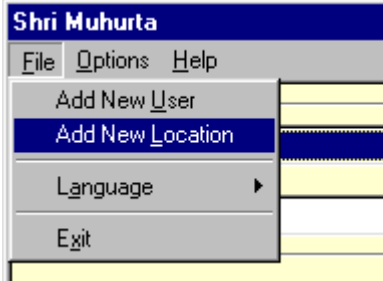 Shri Muhurta
File Options Help
Add New User
Add New Location
Language
Exit